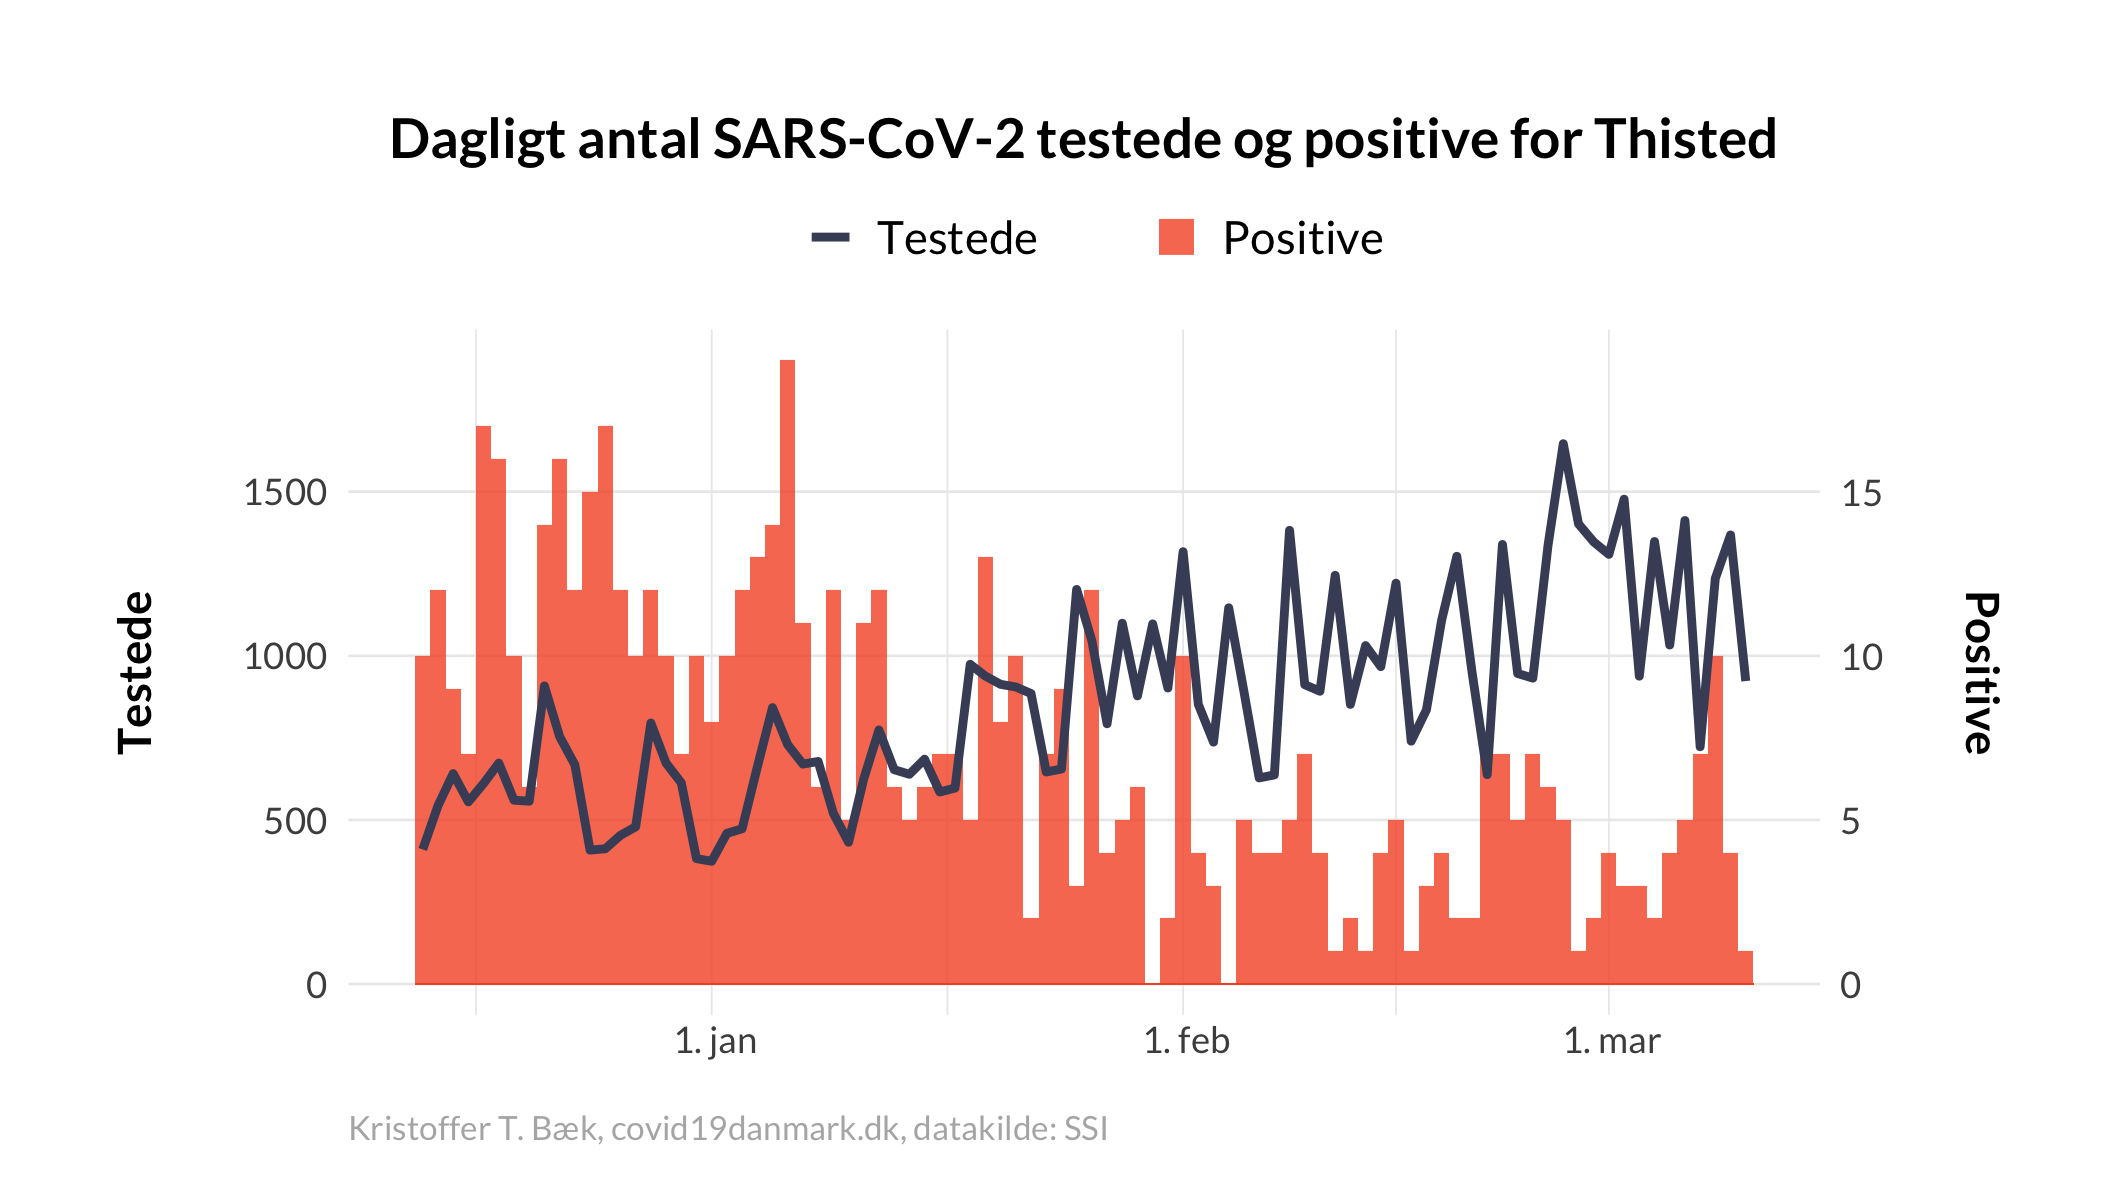 Dagligt antal SARS-CoV-2 testede og positive for Thisted
Testede Positive
Testede
1500
1000
500
0
15
10
5
0
Positive
1. jan 1. feb 1. mar
Kristoffer T. Bæk, covid19danmark.dk, datakilde: SSI